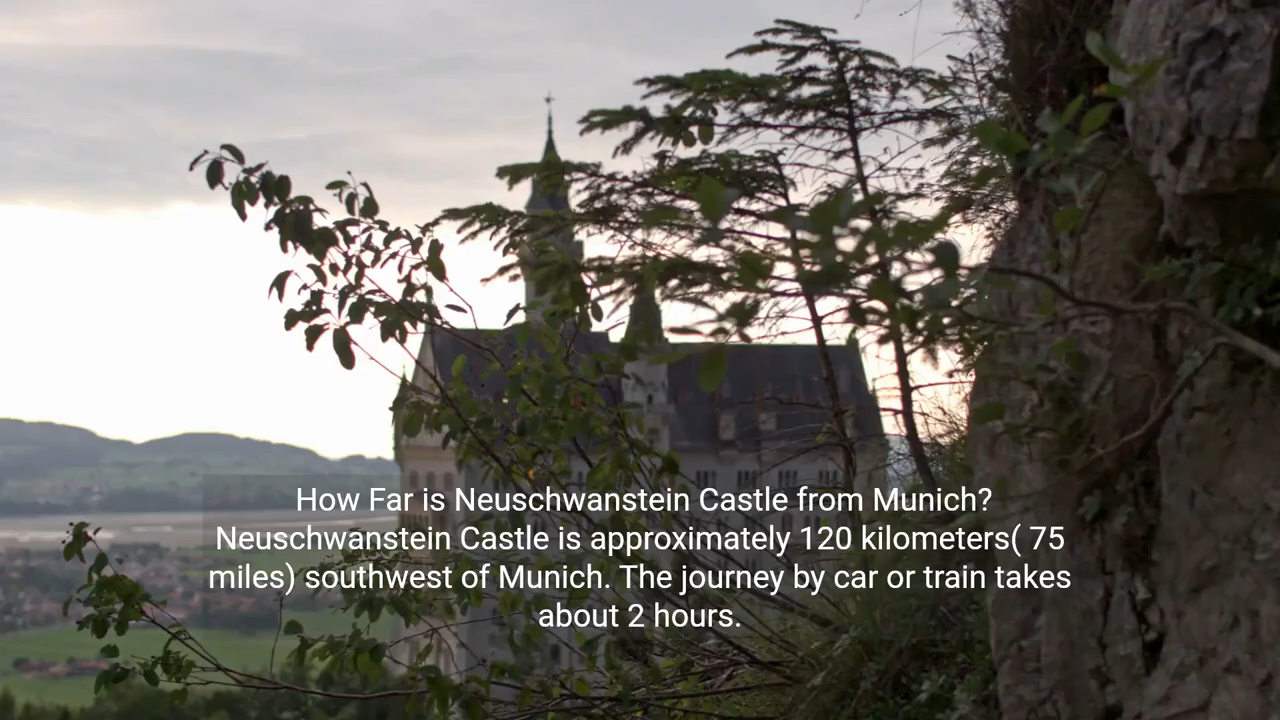 How Far is Neuschwanstein Castle from Munich?
Neuschwanstein Castle is approximately 120 kilometers( 75
miles) southwest of Munich. The journey by car or train takes
about 2 hours.